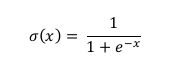 σ(x) = 1 / (1 + e^{-x})